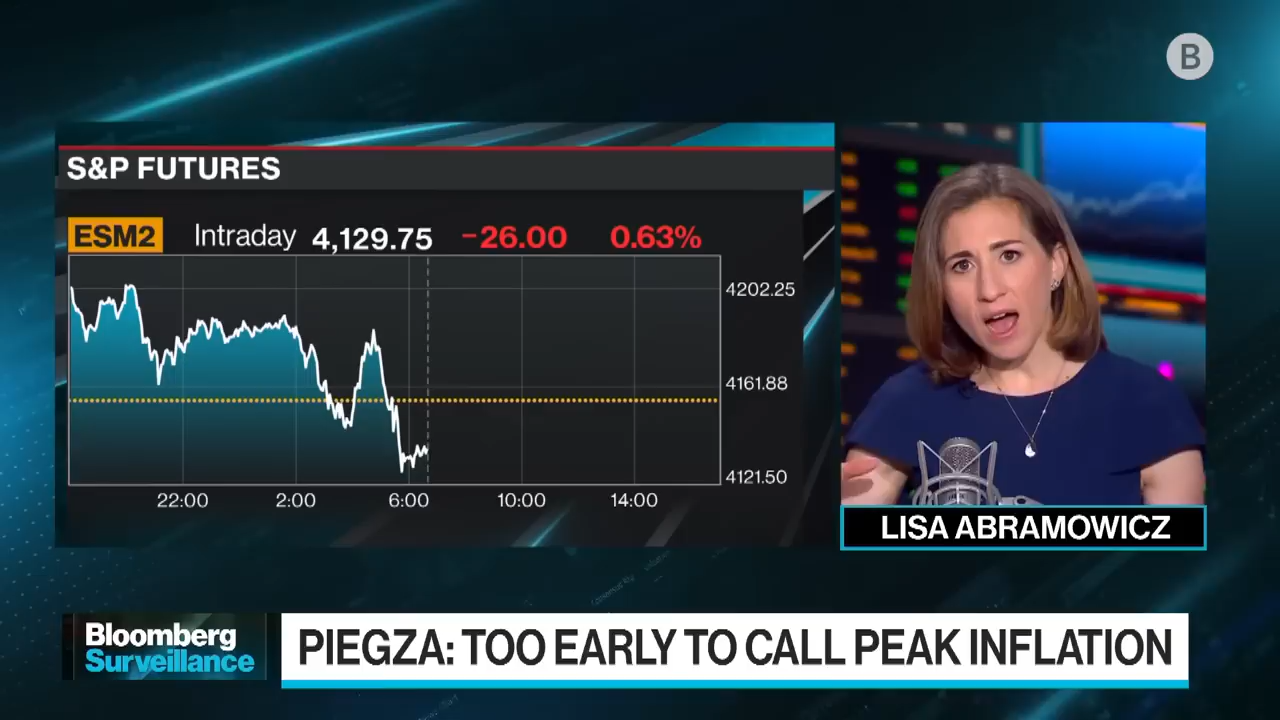 B
S&P FUTURES
ESM2 Intraday 4,129.75 -26.00 0.63%
4202.25
4161.88
4121.50
22:00 2:00 6:00 10:00 14:00
LISA ABRAMOWICZ
Bloomberg
Surveillance
PIEGZA: TOO EARLY TO CALL PEAK INFLATION